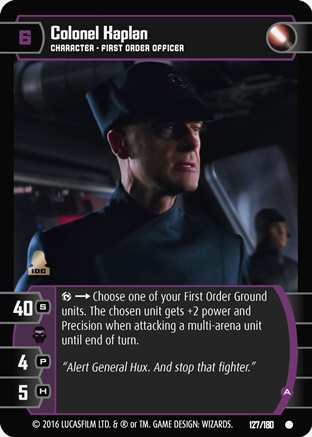 6
Colonel Kaplan
CHARACTER - FIRST ORDER OFFICER
IDC
40 S
4 P
5 H
Choose one of your First Order Ground
units. The chosen unit gets +2 power and
Precision when attacking a multi-arena unit
until end of turn.
“Alert General Hux. And stop that fighter.”
A
© 2016 LUCASFILM LTD. & ® or TM. GAME DESIGN: WIZARDS.
127/180